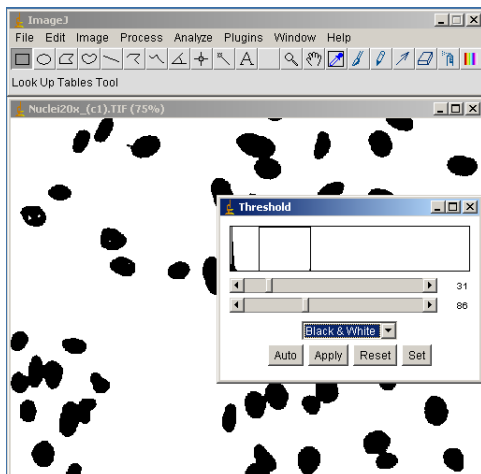 ImageJ
File Edit Image Process Analyze Plugins Window Help
A
Look Up Tables Tool
Nuclei20x_(c1).TIF (75%)
Threshold
31
86
Black & White
Auto Apply Reset Set